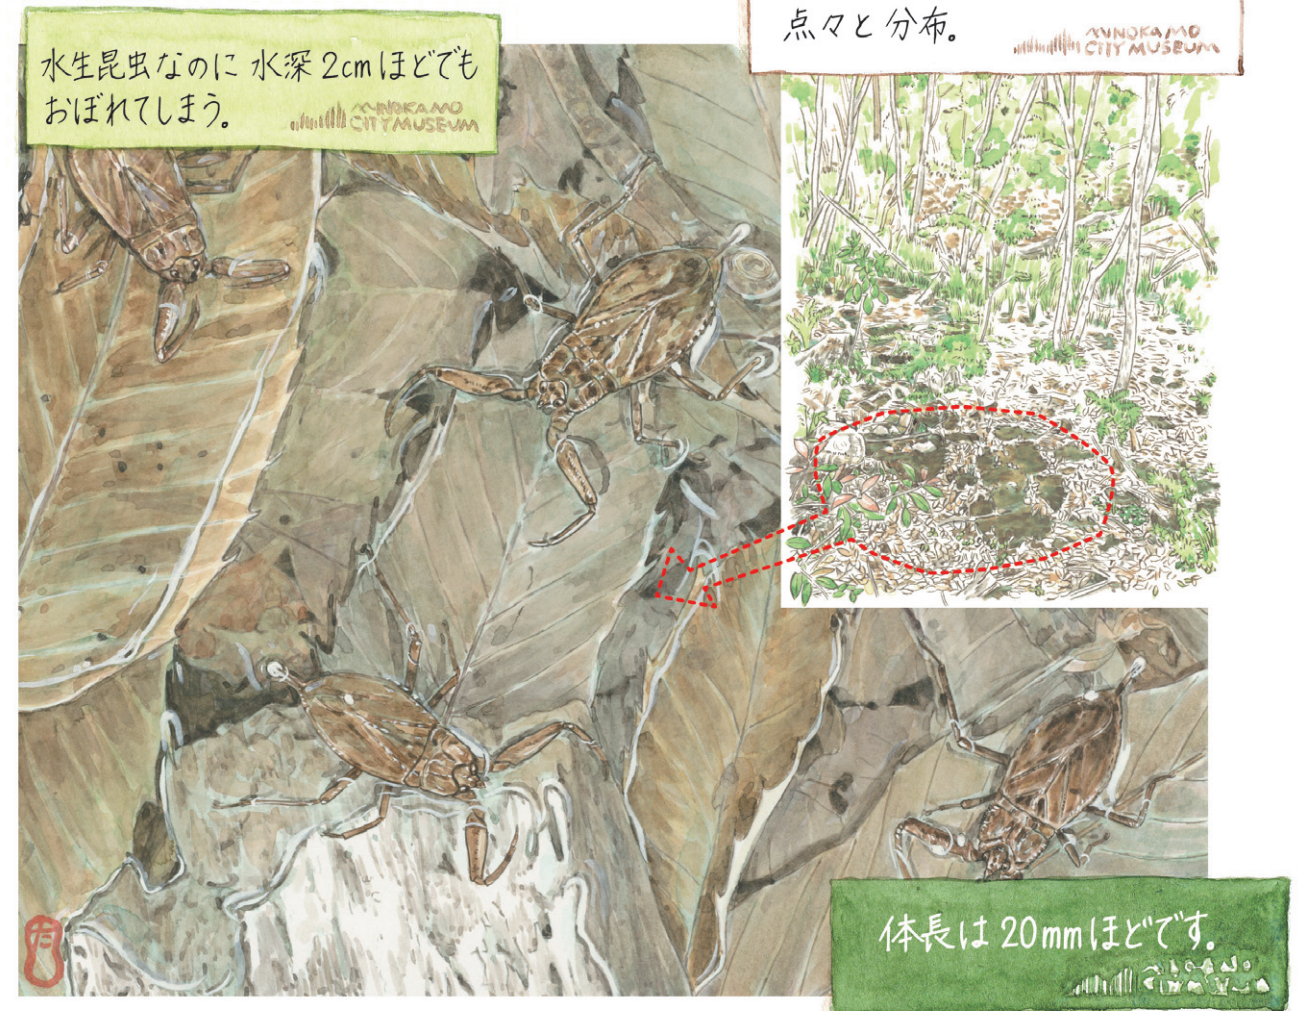 水生昆虫なのに 水深2cmほどでも
おぼれてしまう。
MINOKAMO
CITY MUSEUM
点々と分布。
MINOKAMO
CITY MUSEUM
体長は20mmほどです。